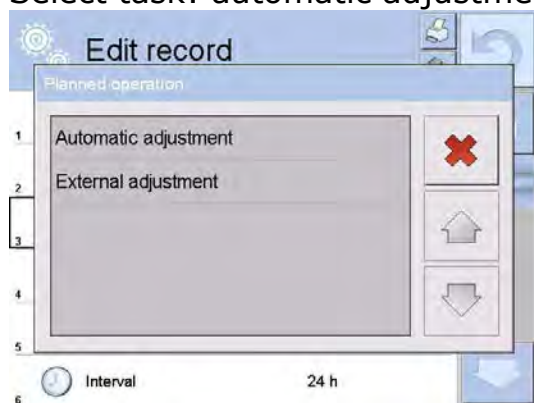 Select task: automatic adjustme
Edit record
Planned operation
1
Automatic adjustment
2
External adjustment
3
4
5
Interval 24 h
6